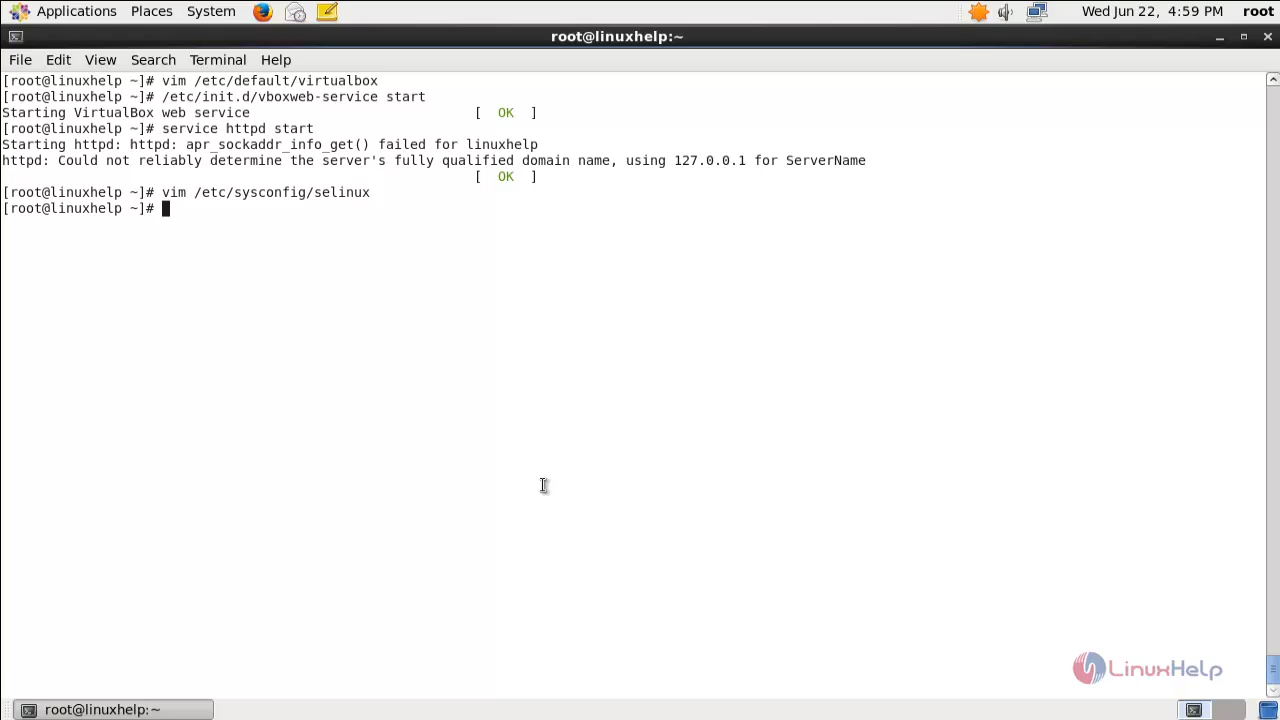 Applications Places System Wed Jun 22, 4:59 PM root
root@linuxhelp:~
File Edit View Search Terminal Help
[root@linuxhelp ~]# vim /etc/default/virtualbox
[root@linuxhelp ~]# /etc/init.d/vboxweb-service start
Starting VirtualBox web service [ OK ]
[root@linuxhelp ~]# service httpd start
Starting httpd: httpd: apr_sockaddr_info_get() failed for linuxhelp
httpd: Could not reliably determine the server's fully qualified domain name, using 127.0.0.1 for ServerName
[ OK ]
[root@linuxhelp ~]# vim /etc/sysconfig/selinux
[root@linuxhelp ~]#
LinuxHelp
root@linuxhelp:~